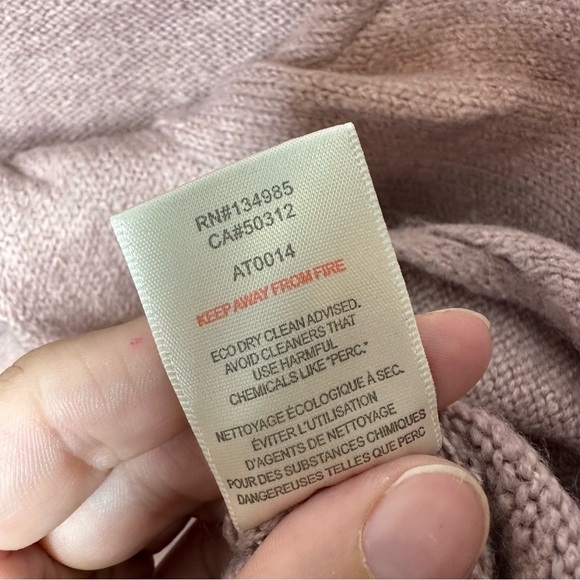 RN#134985
CA#50312
AT0014
KEEP AWAY FROM FIRE
ECO DRY CLEAN ADVISED.
AVOID CLEANERS THAT
USE HARMFUL
CHEMICALS LIKE "PERC."
NETTOYAGE ÉCOLOGIQUE À SEC.
ÉVITER L'UTILISATION
D'AGENTS DE NETTOYAGE
POUR DES SUBSTANCES CHIMIQUES
DANGEREUSES TELLES QUE PERC